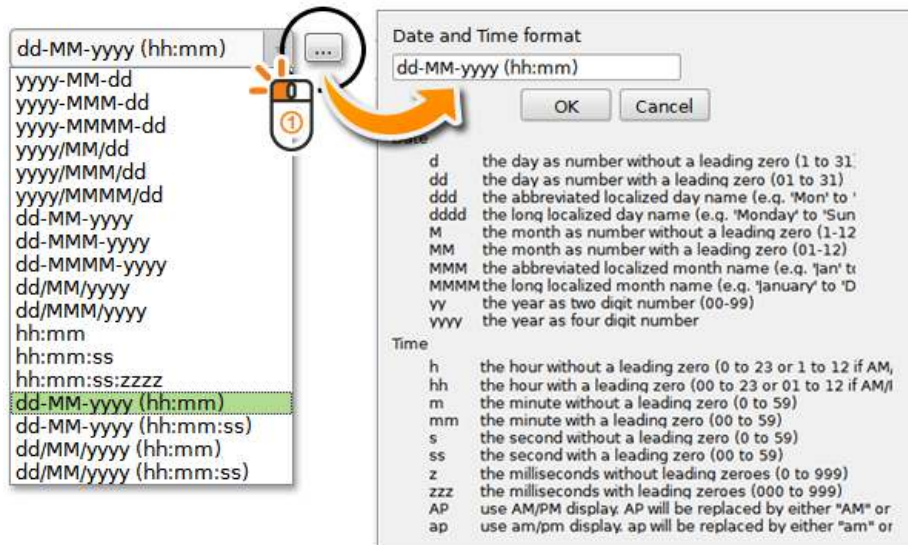 dd-MM-yyyy (hh:mm)
...
yyyy-MM-dd
yyyy-MMM-dd
yyyy-MMMM-dd
yyyy/MM/dd
yyyy/MMM/dd
yyyy/MMMM/dd
dd-MM-yyyy
dd-MMM-yyyy
dd-MMMM-yyyy
dd/MM/yyyy
dd/MMM/yyyy
hh:mm
hh:mm:ss
hh:mm:ss:zzzz
dd-MM-yyyy (hh:mm)
dd-MM-yyyy (hh:mm:ss)
dd/MM/yyyy (hh:mm)
dd/MM/yyyy (hh:mm:ss)
1
Date and Time format
dd-MM-yyyy (hh:mm)
OK Cancel
Date
d the day as number without a leading zero (1 to 31
dd the day as number with a leading zero (01 to 31)
ddd the abbreviated localized day name (e.g. 'Mon' to '
dddd the long localized day name (e.g. 'Monday' to 'Sun
M the month as number without a leading zero (1-12
MM the month as number with a leading zero (01-12)
MMM the abbreviated localized month name (e.g. 'Jan' to
MMMM the long localized month name (e.g. 'January' to 'D
yy the year as two digit number (00-99)
yyyy the year as four digit number
Time
h the hour without a leading zero (0 to 23 or 1 to 12 if AM/
hh the hour with a leading zero (00 to 23 or 01 to 12 if AM/
m the minute without a leading zero (0 to 59)
mm the minute with a leading zero (00 to 59)
s the second without a leading zero (0 to 59)
ss the second with a leading zero (00 to 59)
z the milliseconds without leading zeroes (0 to 999)
zzz the milliseconds with leading zeroes (000 to 999)
AP use AM/PM display. AP will be replaced by either "AM" or
ap use am/pm display. ap will be replaced by either "am" or